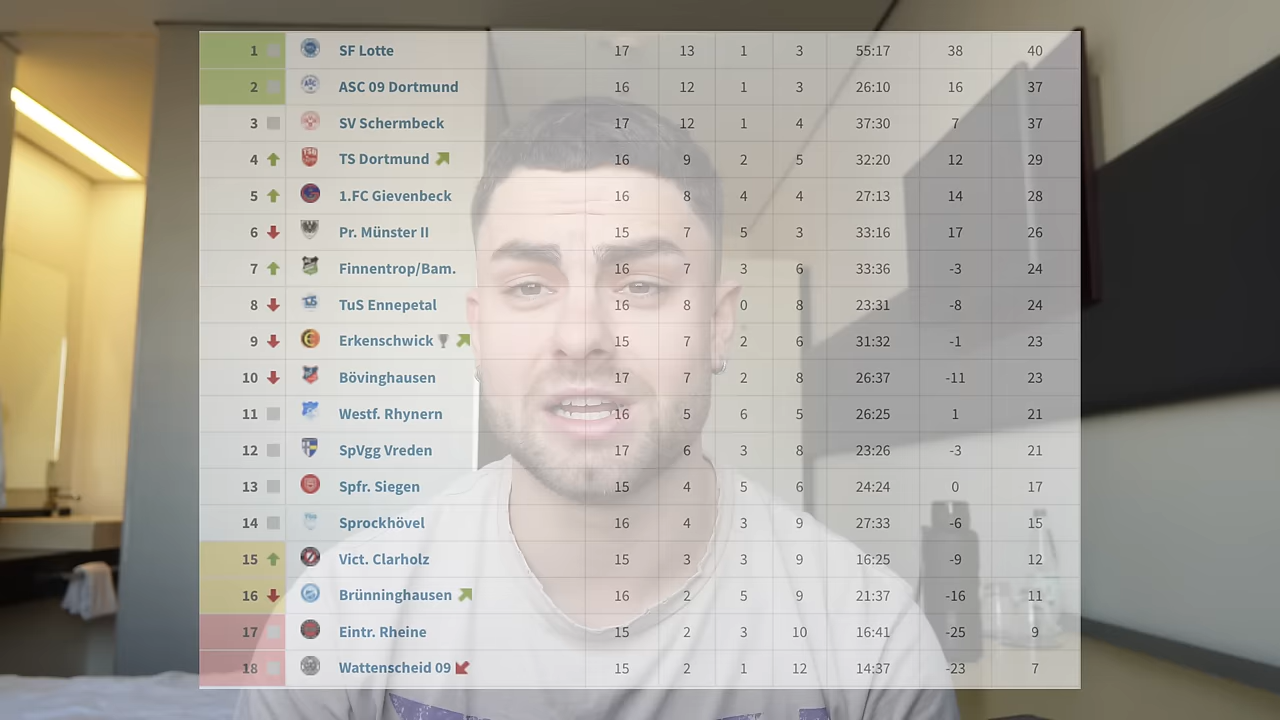 1 SF Lotte 17 13 1 3 55:17 38 40
2 ASC 09 Dortmund 16 12 1 3 26:10 16 37
3 SV Schermbeck 17 12 1 4 37:30 7 37
4 TS Dortmund 16 9 2 5 32:20 12 29
5 1.FC Gievenbeck 16 8 4 4 27:13 14 28
6 Pr. Münster II 15 7 5 3 33:16 17 26
7 Finnentrop/Bam. 16 7 3 6 33:36 -3 24
8 TuS Ennepetal 16 8 0 8 23:31 -8 24
9 Erkenschwick 15 7 2 6 31:32 -1 23
10 Bövinghausen 17 7 2 8 26:37 -11 23
11 Westf. Rhynern 16 5 6 5 26:25 1 21
12 SpVgg Vreden 17 6 3 8 23:26 -3 21
13 Spfr. Siegen 15 4 5 6 24:24 0 17
14 Sprockhövel 16 4 3 9 27:33 -6 15
15 Vict. Clarholz 15 3 3 9 16:25 -9 12
16 Brünninghausen 16 2 5 9 21:37 -16 11
17 Eintr. Rheine 15 2 3 10 16:41 -25 9
18 Wattenscheid 09 15 2 1 12 14:37 -23 7